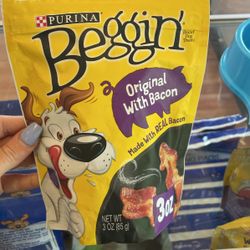 PURINA
Beggin'
Original
With Bacon
Made With REAL Bacon
3oz
NET WT
3 OZ (85 g)